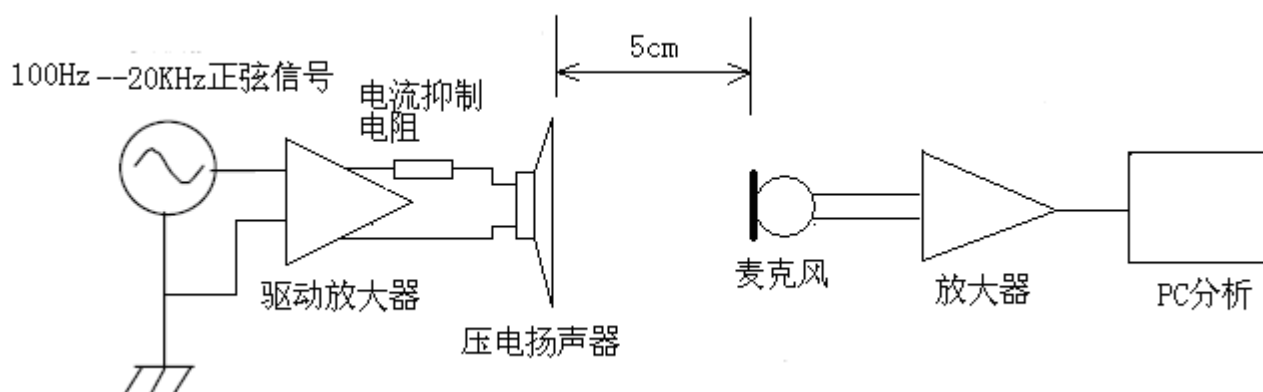 5cm
100Hz--20KHz正弦信号
电流抑制
电阻
驱动放大器
压电扬声器
麦克风
放大器
PC分析